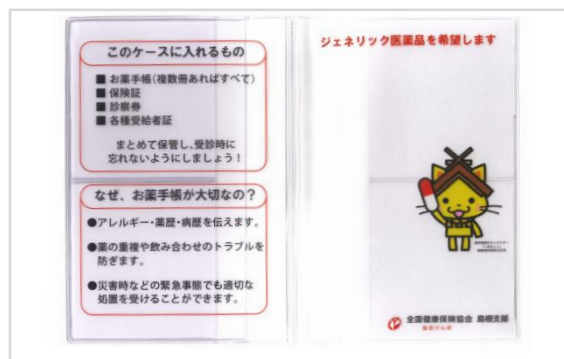 このケースに入れるもの
■ お薬手帳(複数冊あればすべて)
■ 保険証
■ 診察券
■ 各種受給者証
まとめて保管し、受診時に
忘れないようにしましょう!
なぜ、お薬手帳が大切なの?
●アレルギー・薬歴・病歴を伝えます。
●薬の重複や飲み合わせのトラブルを
防ぎます。
●災害時などの緊急事態でも適切な
処置を受けることができます。
ジェネリック医薬品を希望します
全国健康保険協会 島根支部
協会けんぽ